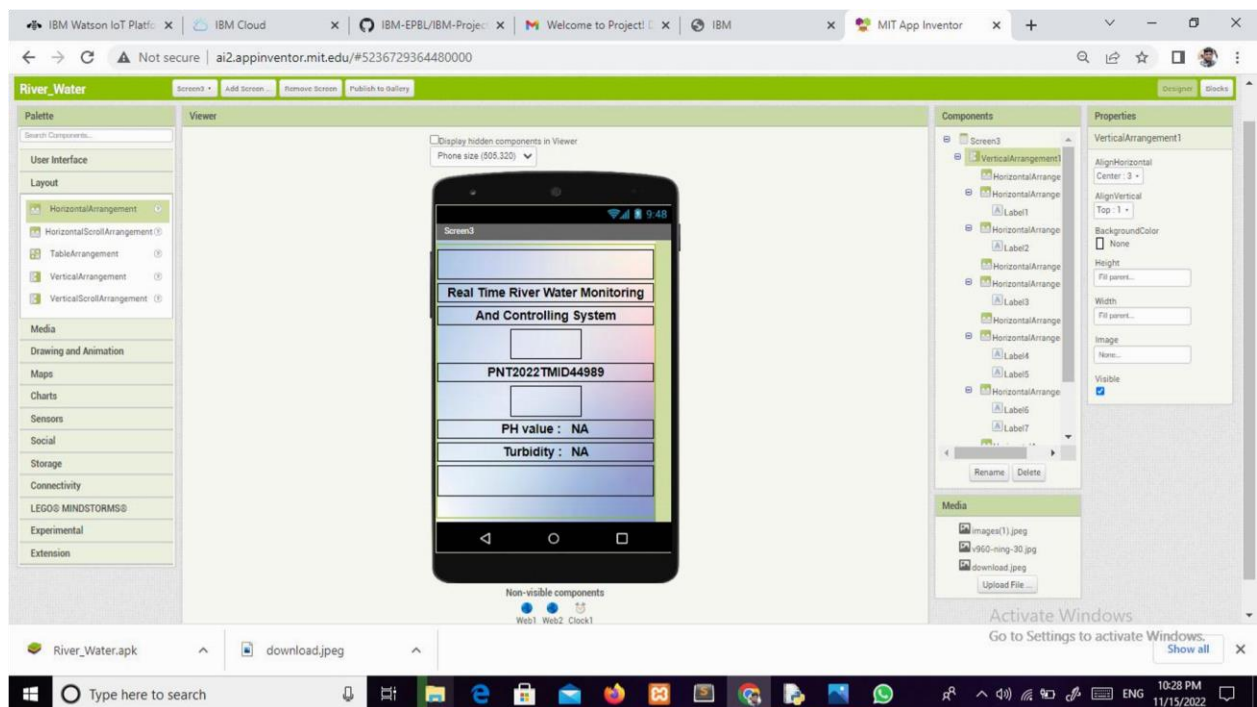 IBM Watson IoT Platfo
IBM Cloud
IBM-EPBL/IBM-Projec
Welcome to Project! D
IBM
MIT App Inventor
Not secure
ai2.appinventor.mit.edu/#5236729364480000
River_Water
Screen3
Add Screen ...
Remove Screen
Publish to Gallery
Designer
Blocks
Palette
Search Components...
User Interface
Layout
HorizontalArrangement
HorizontalScrollArrangement
TableArrangement
VerticalArrangement
VerticalScrollArrangement
Media
Drawing and Animation
Maps
Charts
Sensors
Social
Storage
Connectivity
LEGO® MINDSTORMS®
Experimental
Extension
Viewer
Display hidden components in Viewer
Phone size (505,320)
9:48
Screen3
Real Time River Water Monitoring
And Controlling System
PNT2022TMID44989
PH value : NA
Turbidity : NA
Non-visible components
Web1 Web2 Clock1
Components
Screen3
VerticalArrangement1
HorizontalArrange
HorizontalArrange
Label1
HorizontalArrange
Label2
HorizontalArrange
HorizontalArrange
Label3
HorizontalArrange
HorizontalArrange
Label4
Label5
HorizontalArrange
Label6
Label7
Rename
Delete
Media
images(1).jpeg
v960-ning-30.jpg
download.jpeg
Upload File ...
Properties
VerticalArrangement1
AlignHorizontal
Center : 3
AlignVertical
Top : 1
BackgroundColor
None
Height
Fill parent...
Width
Fill parent...
Image
None...
Visible
Activate Windows
Go to Settings to activate Windows.
River_Water.apk
download.jpeg
Show all
Type here to search
ENG
10:28 PM
11/15/2022